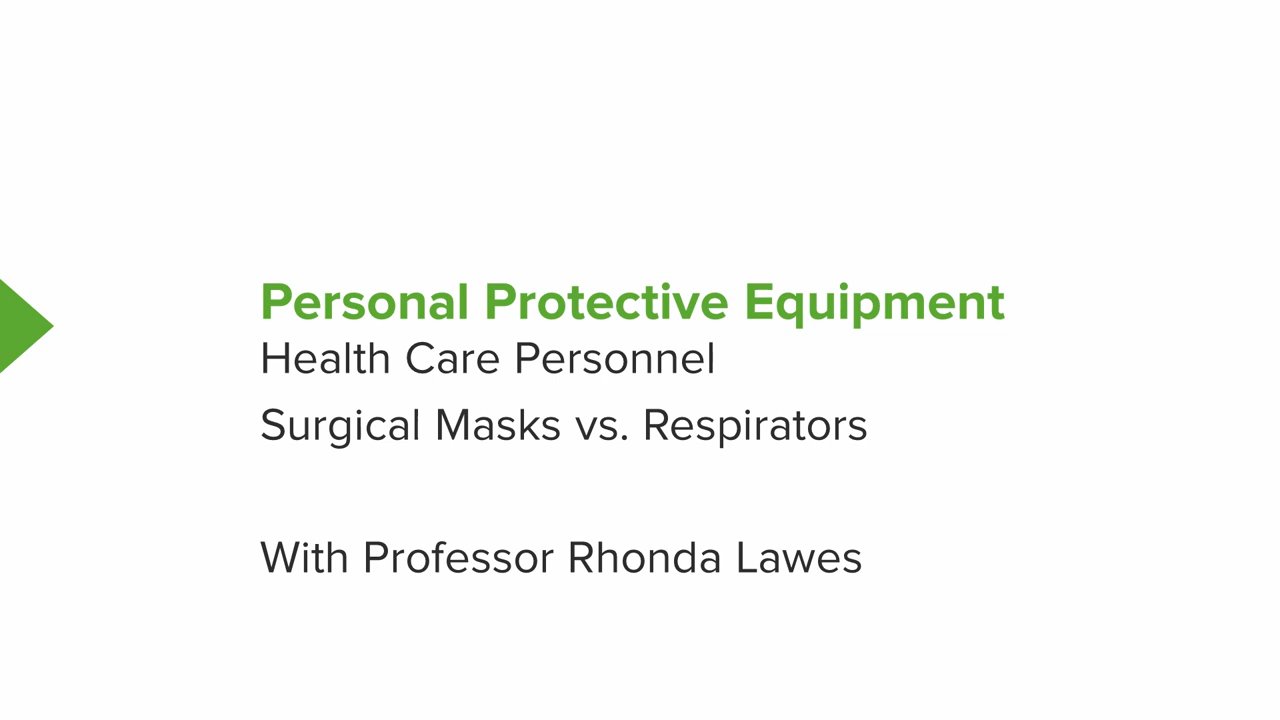 Personal Protective Equipment
Health Care Personnel
Surgical Masks vs. Respirators
With Professor Rhonda Lawes